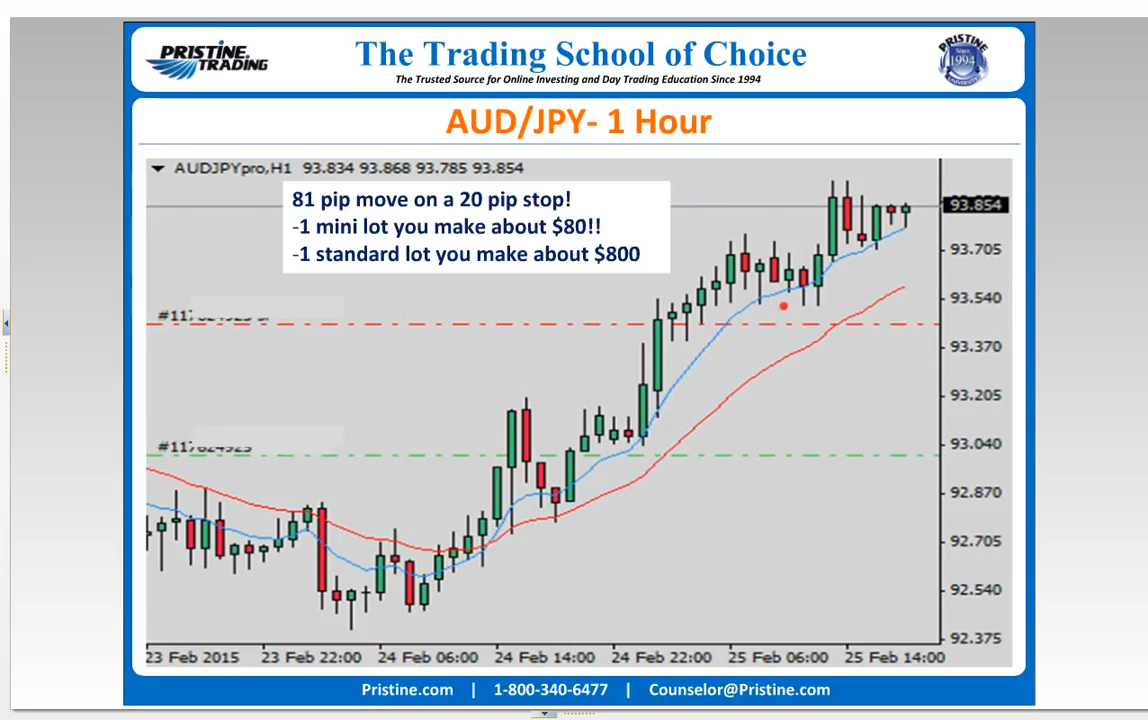 PRISTINE
TRADING
The Trading School of Choice
The Trusted Source for Online Investing and Day Trading Education Since 1994
PRISTINE
Since
1994
UNIVERSITY
AUD/JPY- 1 Hour
AUDJPYpro,H1 93.834 93.868 93.785 93.854
81 pip move on a 20 pip stop!
-1 mini lot you make about $80!!
-1 standard lot you make about $800
93.854
93.705
93.540
93.370
93.205
93.040
92.870
92.705
92.540
92.375
23 Feb 2015 23 Feb 22:00 24 Feb 06:00 24 Feb 14:00 24 Feb 22:00 25 Feb 06:00 25 Feb 14:00
Pristine.com | 1-800-340-6477 | Counselor@Pristine.com